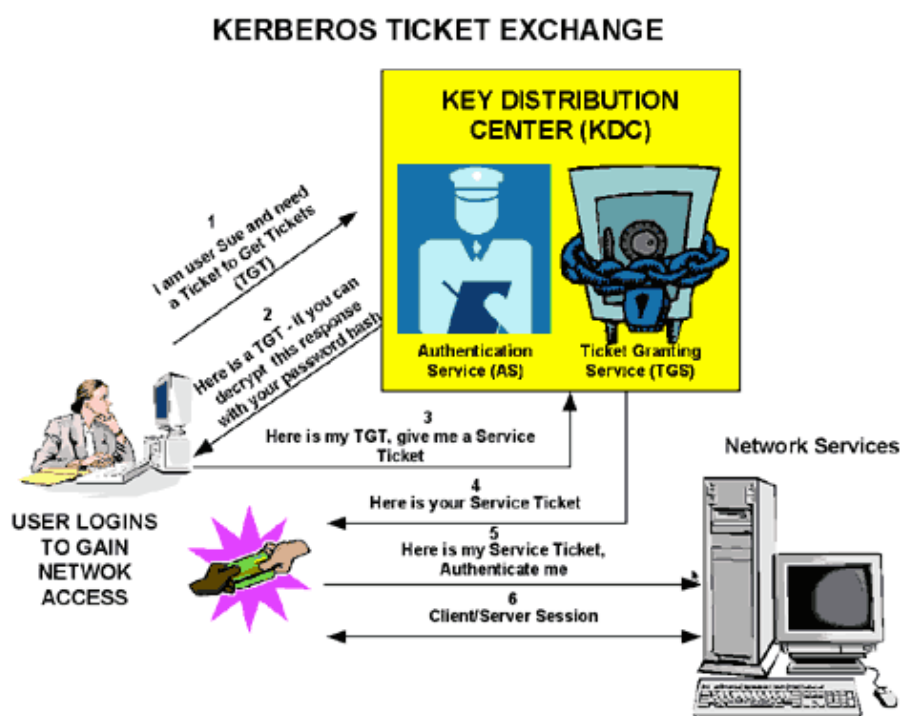 KERBEROS TICKET EXCHANGE
KEY DISTRIBUTION
CENTER (KDC)
Authentication
Service (AS)
Ticket Granting
Service (TGS)
1
I am user Sue and need
a Ticket to Get Tickets
(TGT)
2
Here is a TGT - if you can
decrypt this response
with your password hash
3
Here is my TGT, give me a Service
Ticket
4
Here is your Service Ticket
5
Here is my Service Ticket,
Authenticate me
6
Client/Server Session
USER LOGINS
TO GAIN
NETWOK
ACCESS
Network Services